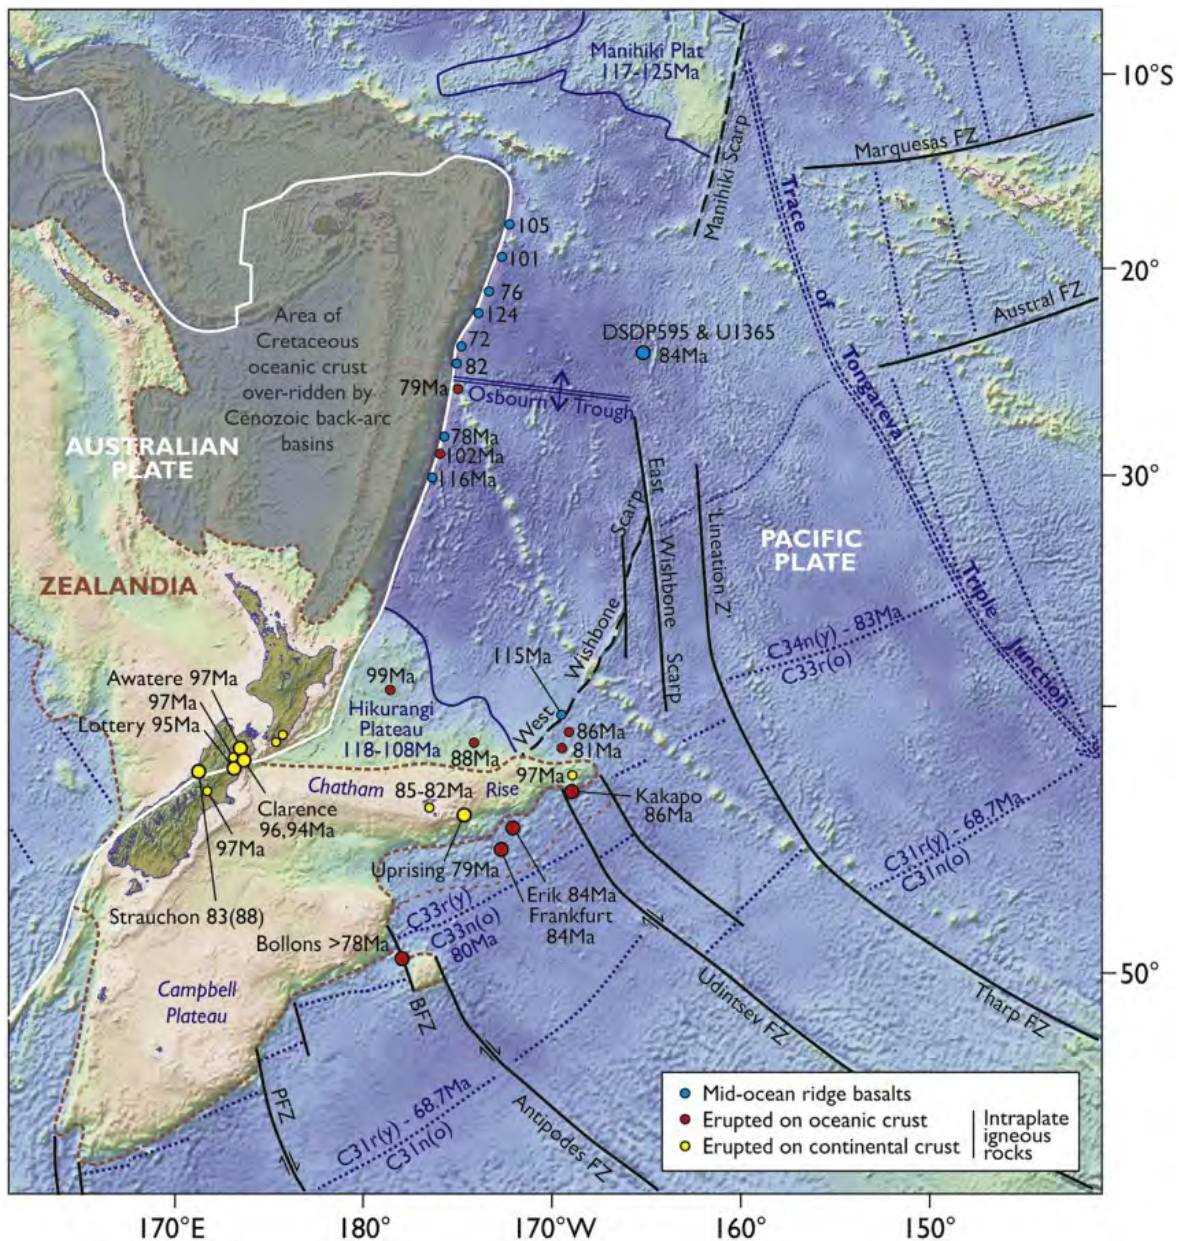 Manihiki Plat
117-125Ma
10°S
Marquesas FZ
Manihiki Scarp
Trace of Tongareva Triple Junction
105
101
20°
76
Austral FZ
124
Area of
Cretaceous
oceanic crust
over-ridden by
Cenozoic back-arc
basins
DSDP595 & U1365
84Ma
72
82
79Ma
Osbourn Trough
AUSTRALIAN
PLATE
78Ma
102Ma
116Ma
30°
East Wishbone Scarp
Lineation Z'
PACIFIC
PLATE
West Wishbone Scarp
ZEALANDIA
C34n(y) - 83Ma
C33r(o)
115Ma
Awatere 97Ma
97Ma
Lottery 95Ma
99Ma
Hikurangi
Plateau
118-108Ma
88Ma
86Ma
81Ma
97Ma
Chatham Rise
85-82Ma
Kakapo
86Ma
Clarence
96,94Ma
97Ma
Uprising 79Ma
C31r(y) - 68.7Ma
C31n(o)
Erik 84Ma
Frankfurt
84Ma
Strauchon 83(88)
C33r(y)
C33n(o)
80Ma
Bollons >78Ma
50°
Campbell
Plateau
BFZ
Udintsev FZ
Tharp FZ
PFZ
C31r(y) - 68.7Ma
C31n(o)
Antipodes FZ
Mid-ocean ridge basalts
Erupted on oceanic crust
Erupted on continental crust
Intraplate
igneous
rocks
170°E
180°
170°W
160°
150°